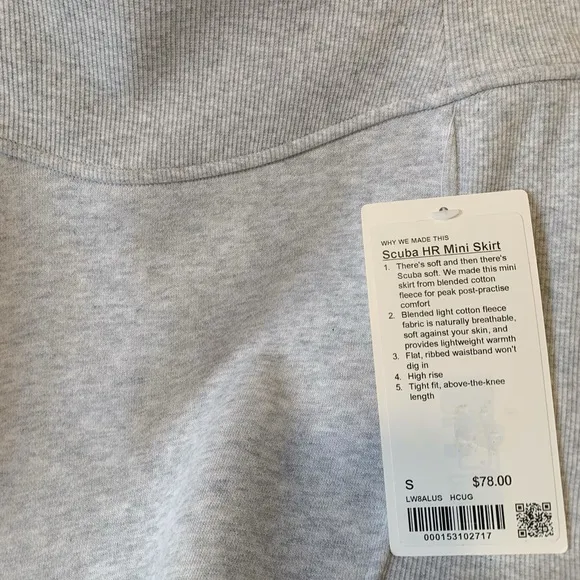 WHY WE MADE THIS
Scuba HR Mini Skirt
1. There's soft and then there's
Scuba soft. We made this mini
skirt from blended cotton
fleece for peak post-practise
comfort
2. Blended light cotton fleece
fabric is naturally breathable,
soft against your skin, and
provides lightweight warmth
3. Flat, ribbed waistband won't
dig in
4. High rise
5. Tight fit, above-the-knee
length
S $78.00
LW8ALUS HCUG
000153102717